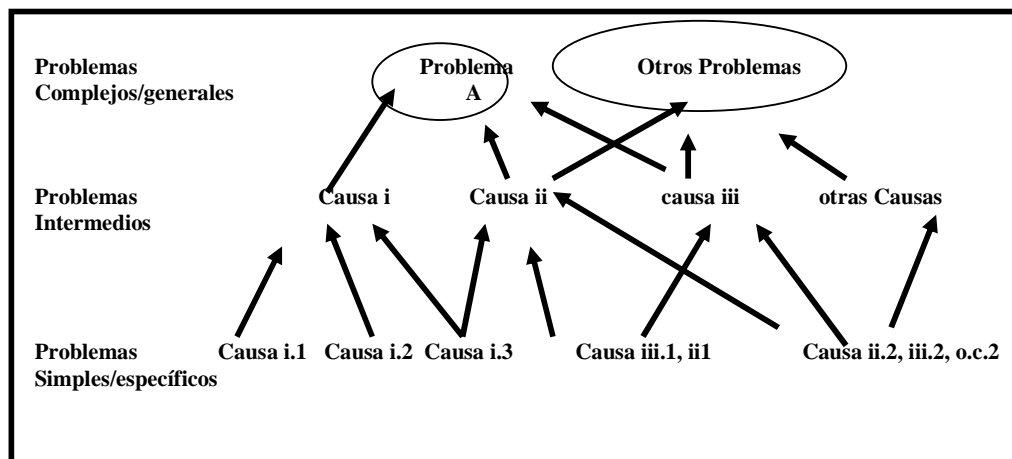 Problemas
Complejos/generales
Problema
A
Otros Problemas
Problemas
Intermedios
Causa i
Causa ii
causa iii
otras Causas
Problemas
Simples/específicos
Causa i.1
Causa i.2
Causa i.3
Causa iii.1, ii1
Causa ii.2, iii.2, o.c.2